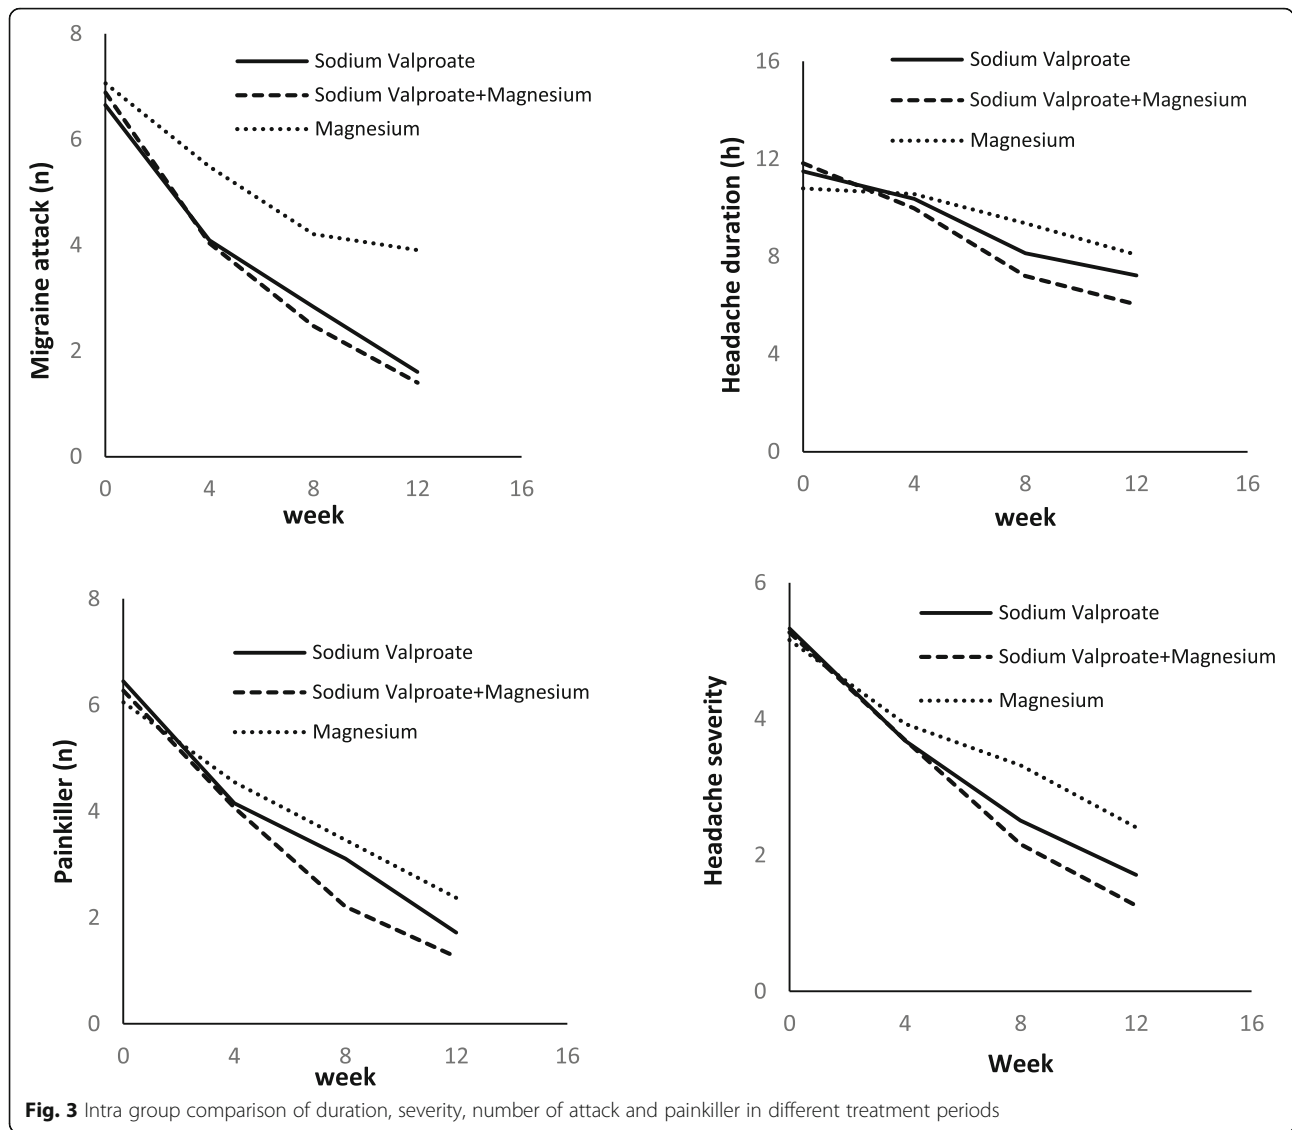 8
6
4
2
0
0 4 8 12 16
Migraine attack (n)
week
Sodium Valproate
Sodium Valproate+Magnesium
Magnesium
16
12
8
4
0
0 4 8 12 16
Headache duration (h)
week
Sodium Valproate
Sodium Valproate+Magnesium
Magnesium
8
6
4
2
0
0 4 8 12 16
Painkiller (n)
week
Sodium Valproate
Sodium Valproate+Magnesium
Magnesium
6
4
2
0
0 4 8 12 16
Headache severity
Week
Sodium Valproate
Sodium Valproate+Magnesium
Magnesium
Fig. 3 Intra group comparison of duration, severity, number of attack and painkiller in different treatment periods